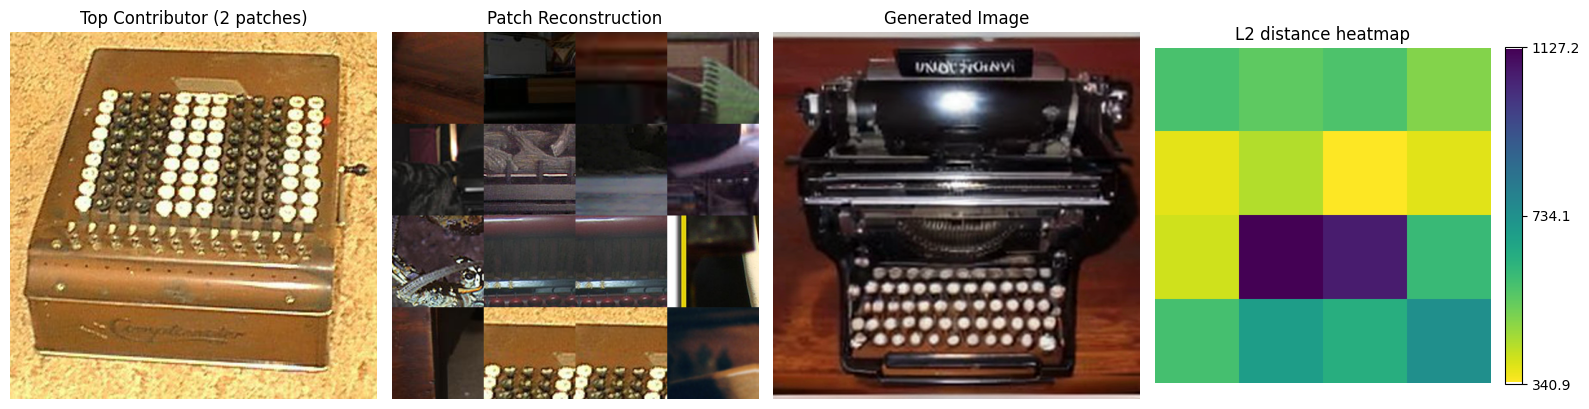 Top Contributor (2 patches)
Patch Reconstruction
Generated Image
L2 distance heatmap
1127.2
734.1
340.9